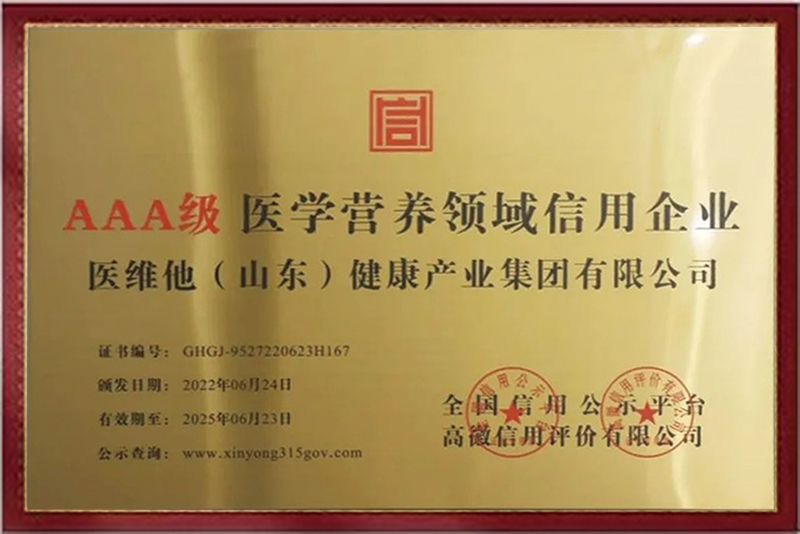 信
AAA级 医学营养领域信用企业
医维他（山东）健康产业集团有限公司
证书编号： GHGJ-9527220623H167
颁发日期： 2022年06月24日
有效期至： 2025年06月23日
公示查询： www.xinyong315gov.com
全国信用公示平台
高徽信用评价有限公司